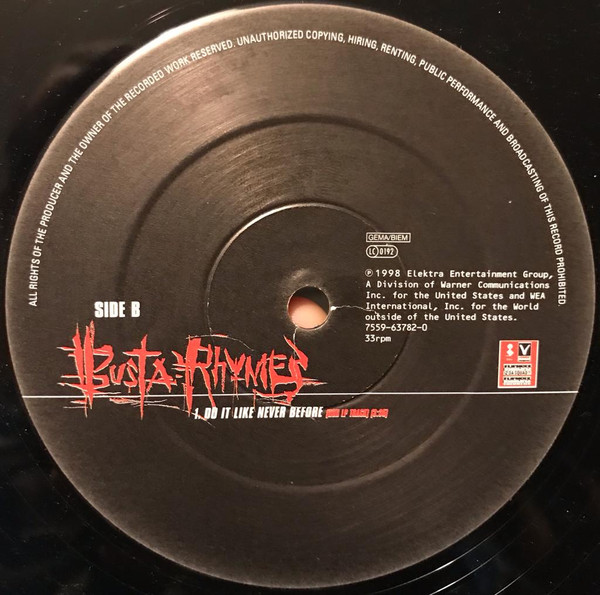 ALL RIGHTS OF THE PRODUCER AND THE OWNER OF THE RECORDED WORK RESERVED. UNAUTHORIZED COPYING, HIRING, RENTING, PUBLIC PERFORMANCE AND BROADCASTING OF THIS RECORD PROHIBITED.
GEMA/BIEM
LC 0192
℗ 1998 Elektra Entertainment Group,
A Division of Warner Communications
Inc. for the United States and WEA
International, Inc. for the World
outside of the United States.
7559-63782-0
33rpm
SIDE B
BUSTA RHYMES
1. DO IT LIKE NEVER BEFORE